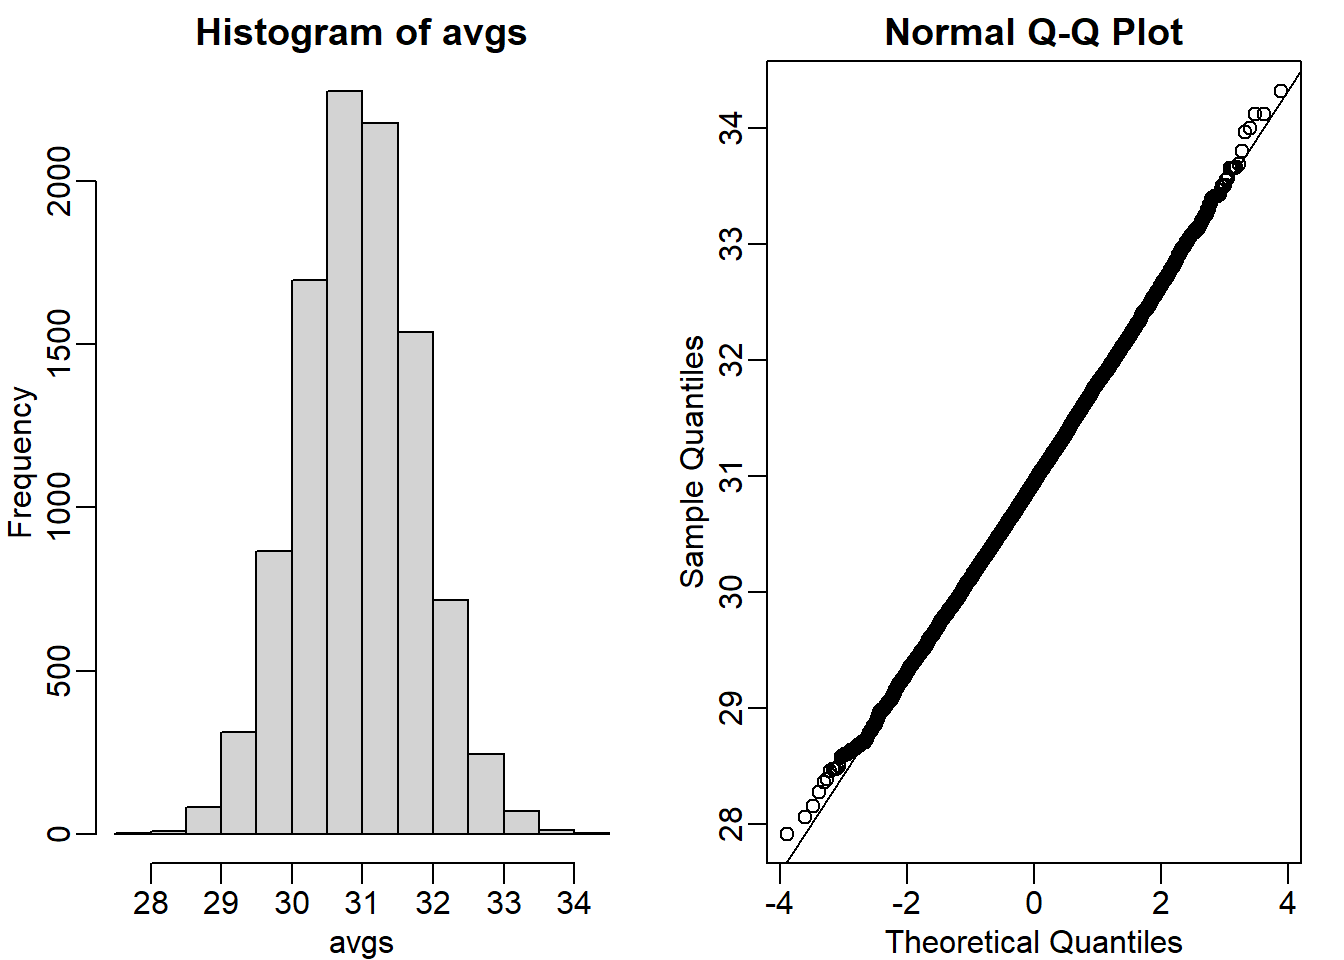 Histogram of avgs
Frequency
2000
1500
1000
500
0
28 29 30 31 32 33 34
avgs
Normal Q-Q Plot
Sample Quantiles
34
33
32
31
30
29
28
-4 -2 0 2 4
Theoretical Quantiles